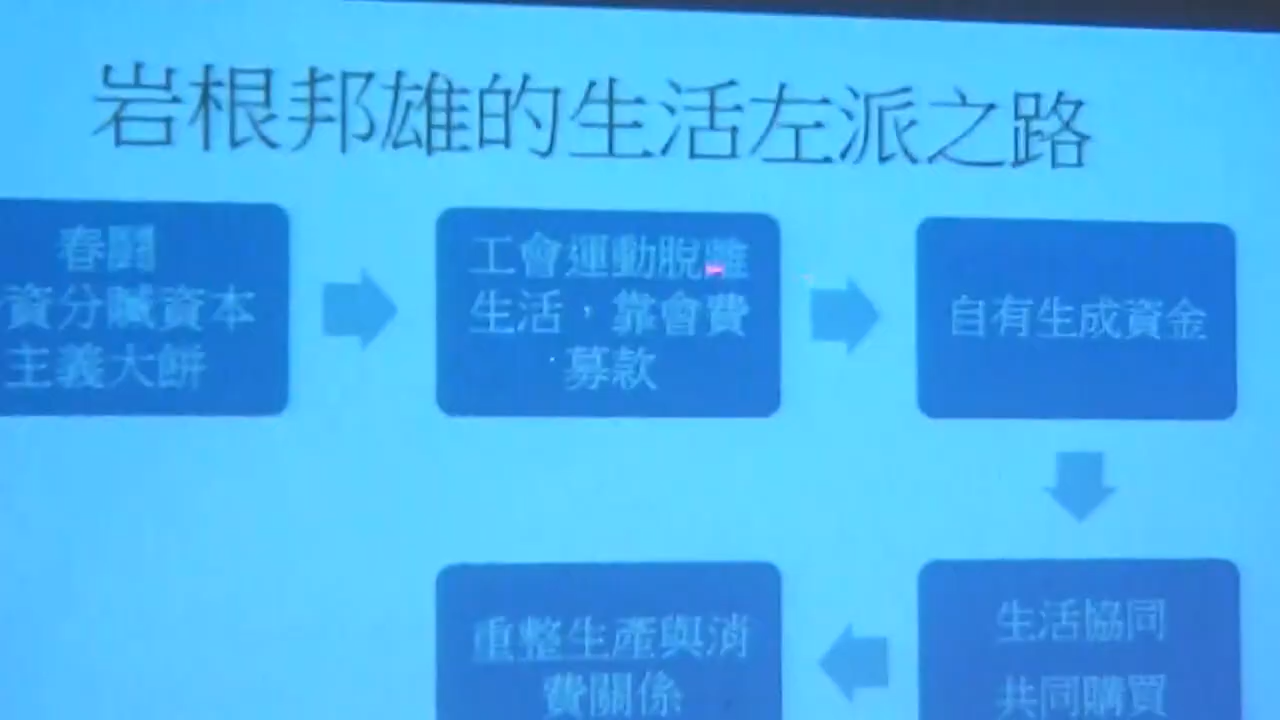 岩根邦雄的生活左派之路
春鬪
資分贓資本
主義大餅
工會運動脫離
生活，靠會費
募款
自有生成資金
生活協同
共同購買
重整生產與消
費關係